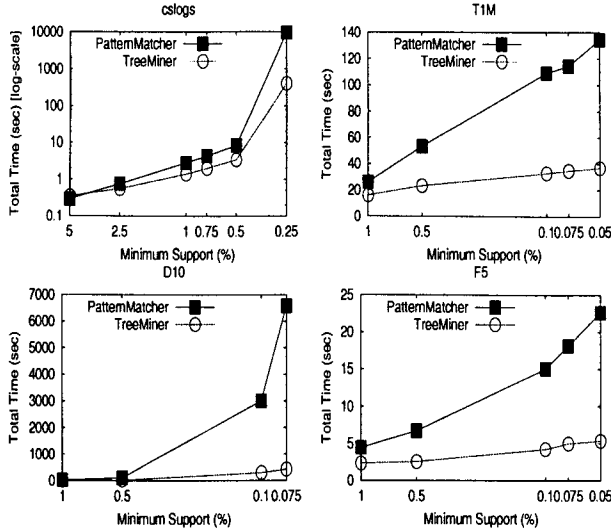 cslogs
10000
1000
100
10
1
0.1
Total Time (sec) [log-scale]
PatternMatcher
TreeMiner
5 2.5 1 0.75 0.5 0.25
Minimum Support (%)
T1M
140
120
100
80
60
40
20
0
Total Time (sec)
PatternMatcher
TreeMiner
1 0.5 0.10.075 0.05
Minimum Support (%)
D10
7000
6000
5000
4000
3000
2000
1000
0
Total Time (sec)
PatternMatcher
TreeMiner
1 0.5 0.10.075
Minimum Support (%)
F5
25
20
15
10
5
0
Total Time (sec)
PatternMatcher
TreeMiner
1 0.5 0.10.075 0.05
Minimum Support (%)